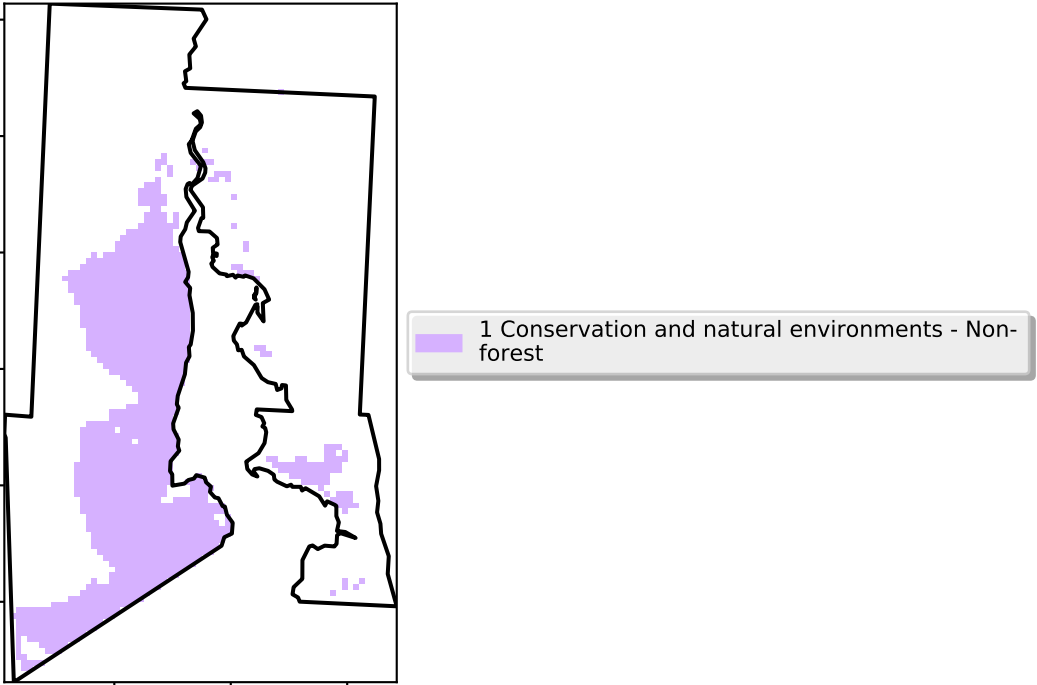 1 Conservation and natural environments - Non-
forest